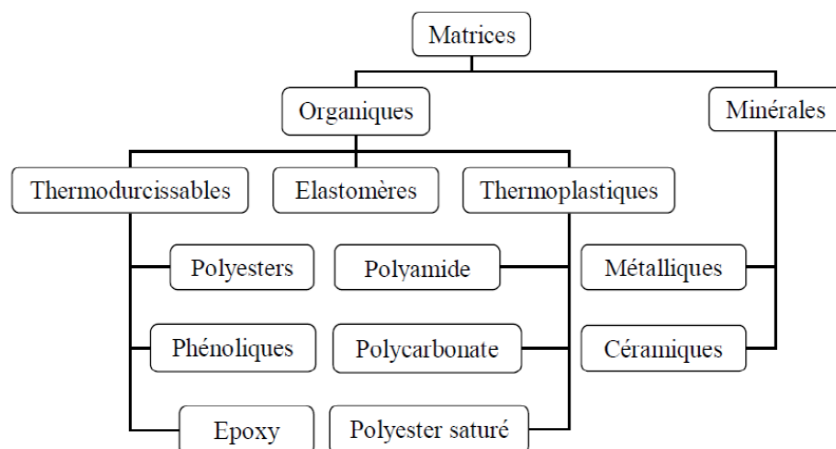 Matrices
Organiques
Minérales
Thermodurcissables
Elastomères
Thermoplastiques
Polyesters
Polyamide
Métalliques
Phénoliques
Polycarbonate
Céramiques
Epoxy
Polyester saturé